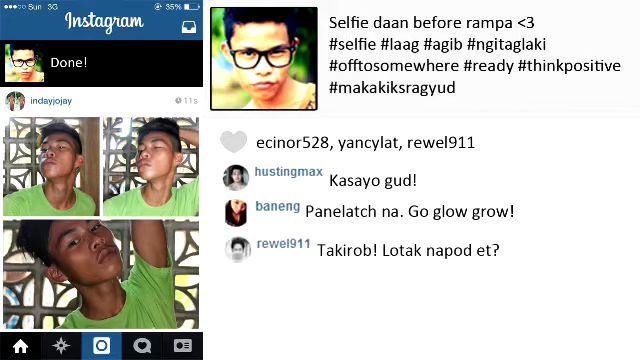 Sun 3G 35%
Instagram
Done!
indayjojay 11s
Selfie daan before rampa <3
#selfie #laag #agib #ngitaglaki
#offtosomewhere #ready #thinkpositive
#makakiksragyud
ecinor528, yancylat, rewel911
hustingmax Kasayo gud!
baneng Panelatch na. Go glow grow!
rewel911 Takirob! Lotak napod et?